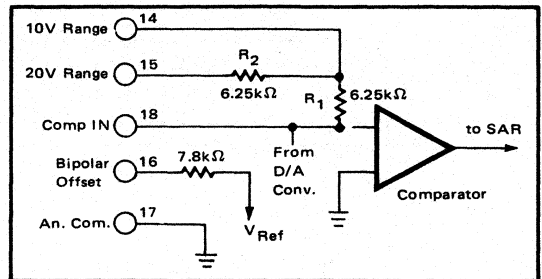 10V Range 14
R2
20V Range 15
6.25kΩ
R1 6.25kΩ
Comp IN 18
to SAR
From
D/A
Conv.
Bipolar
Offset 16
7.8kΩ
Comparator
An. Com. 17
VRef